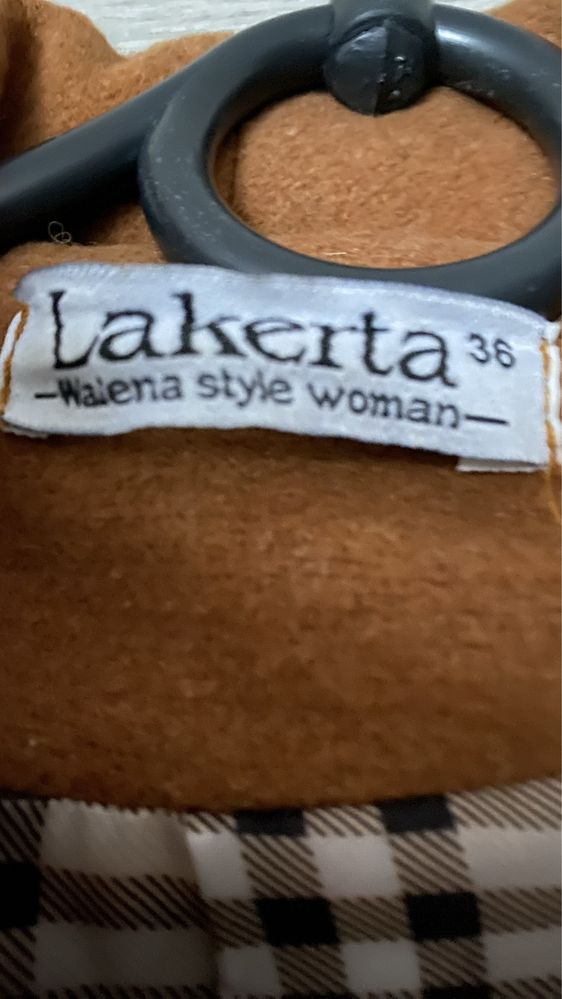 Lakerta 36
—Walena style woman—